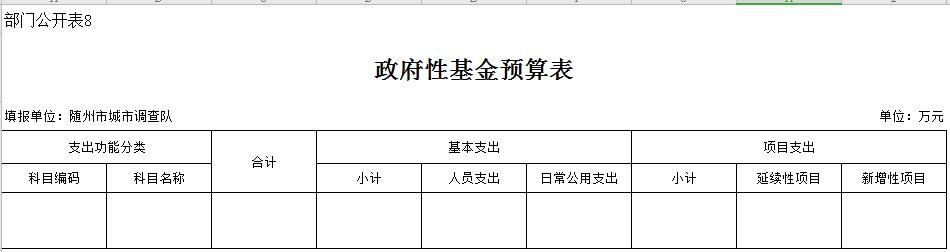 部门公开表8
政府性基金预算表
填报单位：随州市城市调查队 单位：万元
支出功能分类 合计 基本支出 项目支出
科目编码 科目名称 小计 人员支出 日常公用支出 小计 延续性项目 新增性项目